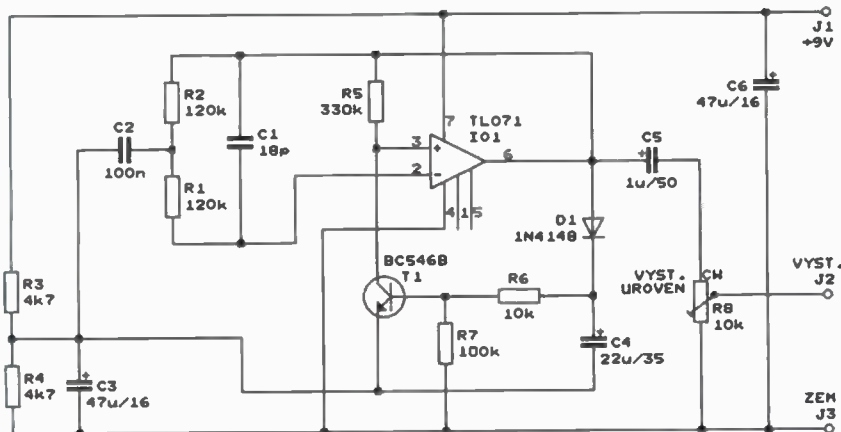 J1
+9V
R2
120k
C2
100n
C1
18p
R1
120k
R5
330k
7
TL071
IO1
3
+
2
-
6
4
1
5
C5
+
1u/50
C6
+
47u/16
D1
1N4148
BC546B
T1
R6
10k
R7
100k
C4
+
22u/35
VYST.
UROVEN
CW
R8
10k
VYST.
J2
R3
4k7
R4
4k7
C3
+
47u/16
ZEM
J3